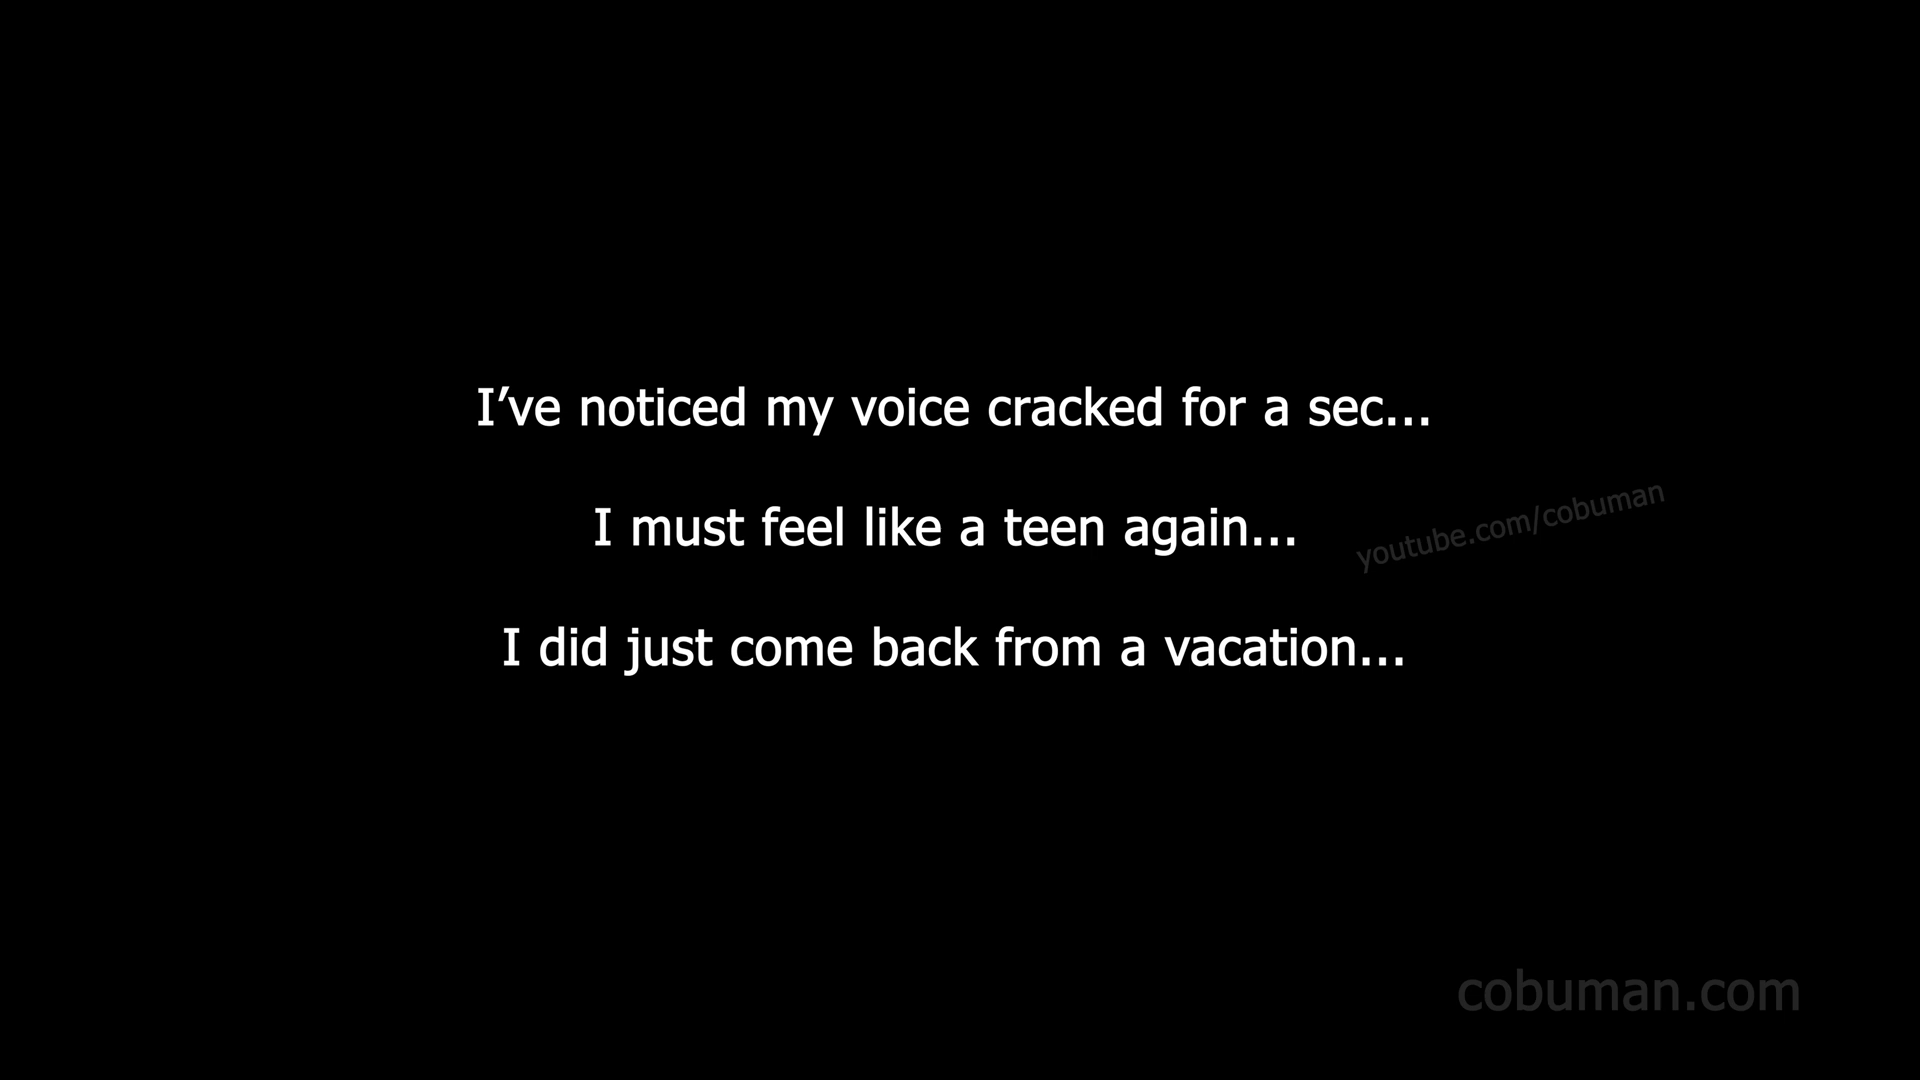 I’ve noticed my voice cracked for a sec...
I must feel like a teen again...
youtube.com/cobuman
I did just come back from a vacation...
cobuman.com